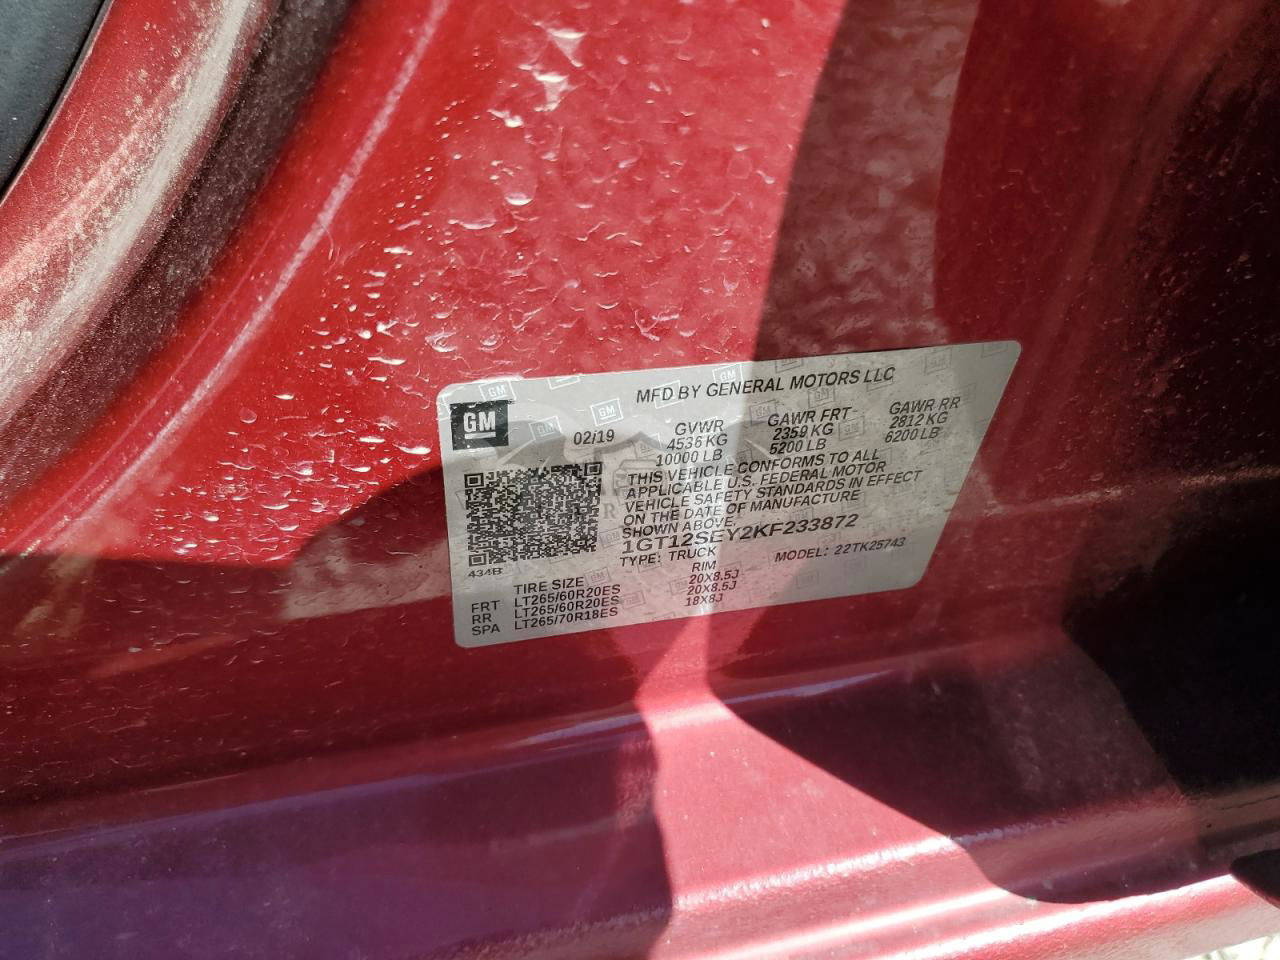 MFD BY GENERAL MOTORS LLC
GM
02/19
GVWR
4536 KG
10000 LB
GAWR FRT
2359 KG
5200 LB
GAWR RR
2812 KG
6200 LB
THIS VEHICLE CONFORMS TO ALL
APPLICABLE U.S. FEDERAL MOTOR
VEHICLE SAFETY STANDARDS IN EFFECT
ON THE DATE OF MANUFACTURE
SHOWN ABOVE.
1GT12SEY2KF233872
TYPE: TRUCK
MODEL: 22TK25743
434B
TIRE SIZE RIM
FRT LT265/60R20ES 20X8.5J
RR LT265/60R20ES 20X8.5J
SPA LT265/70R18ES 18X8J